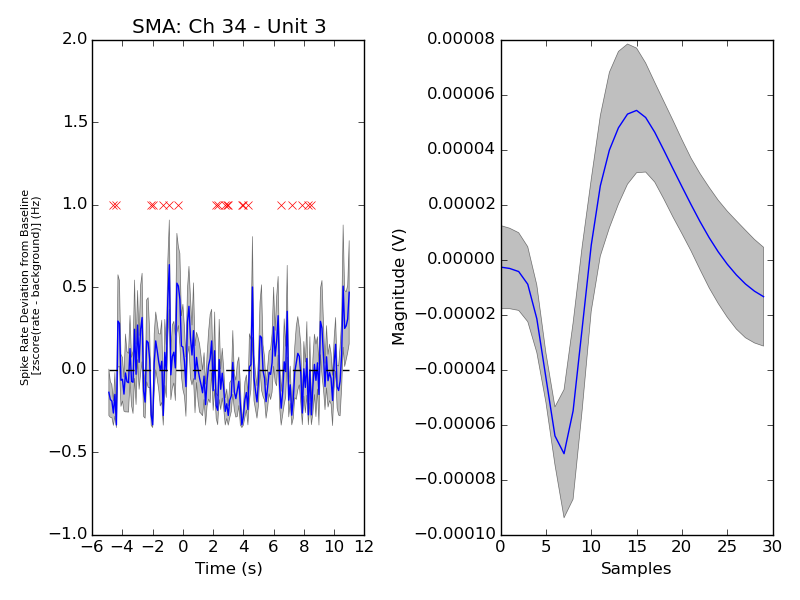 SMA: Ch 34 - Unit 3
Spike Rate Deviation from Baseline
[zscore(rate - background)] (Hz)
2.0
1.5
1.0
0.5
0.0
−0.5
−1.0
−6 −4 −2 0 2 4 6 8 10 12
Time (s)
Magnitude (V)
0.00008
0.00006
0.00004
0.00002
0.00000
−0.00002
−0.00004
−0.00006
−0.00008
−0.00010
0 5 10 15 20 25 30
Samples